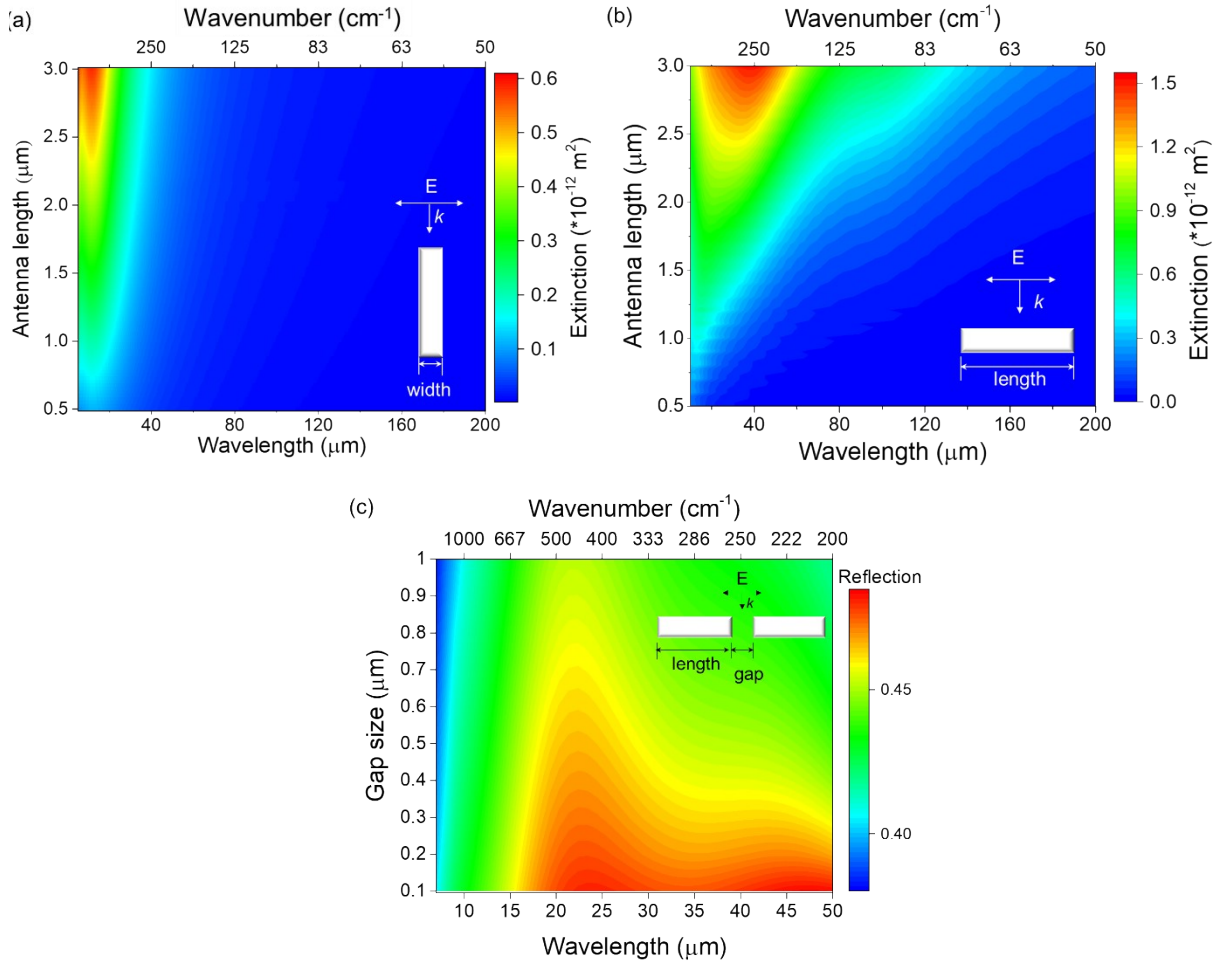 (a)
Wavenumber (cm-1)
250 125 83 63 50
3.0
2.5
2.0
1.5
1.0
0.5
Antenna length (μm)
E
k
width
40 80 120 160 200
Wavelength (μm)
0.6
0.5
0.4
0.3
0.2
0.1
Extinction (*10-12 m2)
(b)
Wavenumber (cm-1)
250 125 83 63 50
3.0
2.5
2.0
1.5
1.0
0.5
Antenna length (μm)
E
k
length
40 80 120 160 200
Wavelength (μm)
1.5
1.2
0.9
0.6
0.3
0.0
Extinction (*10-12 m2)
(c)
Wavenumber (cm-1)
1000 667 500 400 333 286 250 222 200
1
0.9
0.8
0.7
0.6
0.5
0.4
0.3
0.2
0.1
Gap size (μm)
E
k
length
gap
10 15 20 25 30 35 40 45 50
Wavelength (μm)
Reflection
0.45
0.40